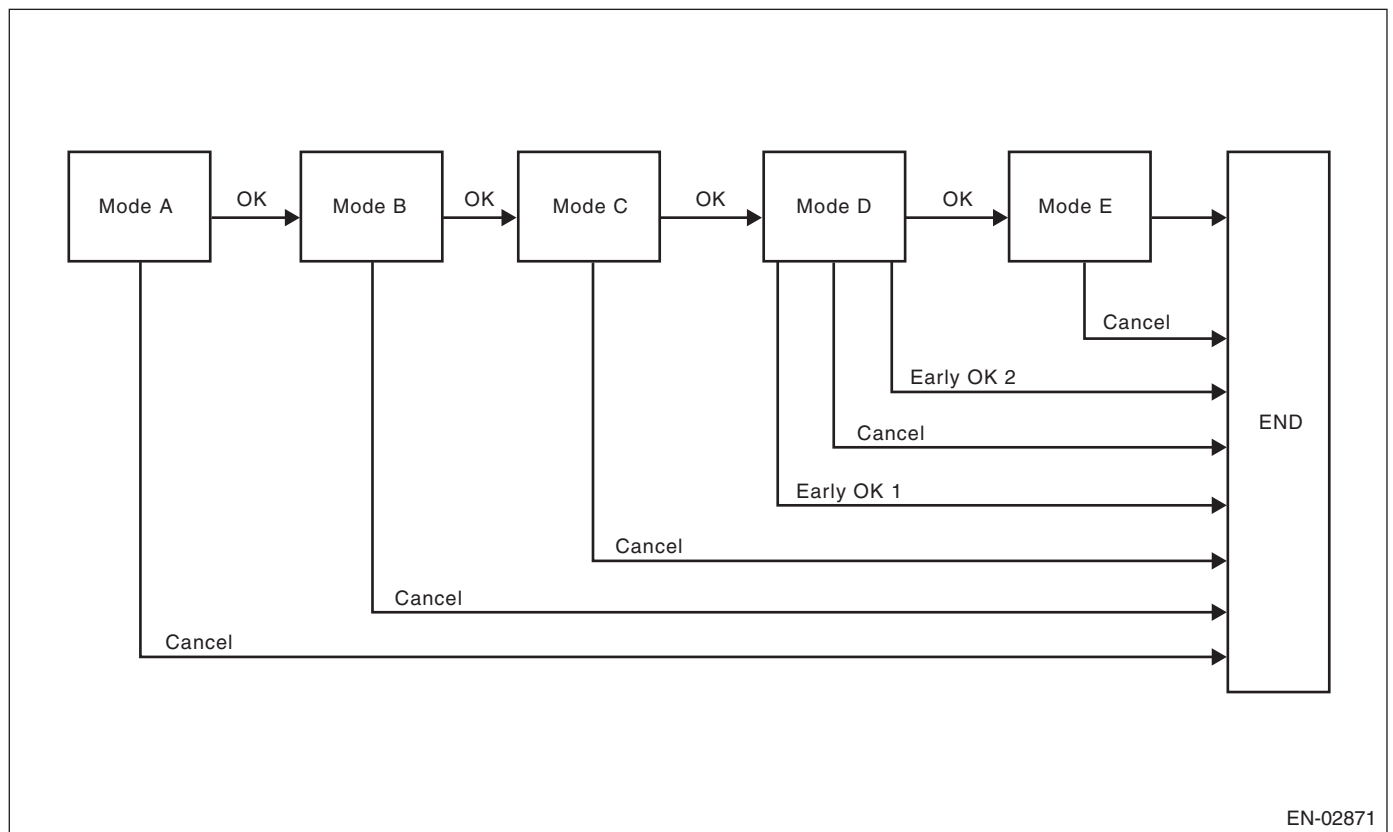 Mode A
OK
Mode B
OK
Mode C
OK
Mode D
OK
Mode E
Cancel
Early OK 2
Cancel
Early OK 1
Cancel
Cancel
Cancel
END
EN-02871